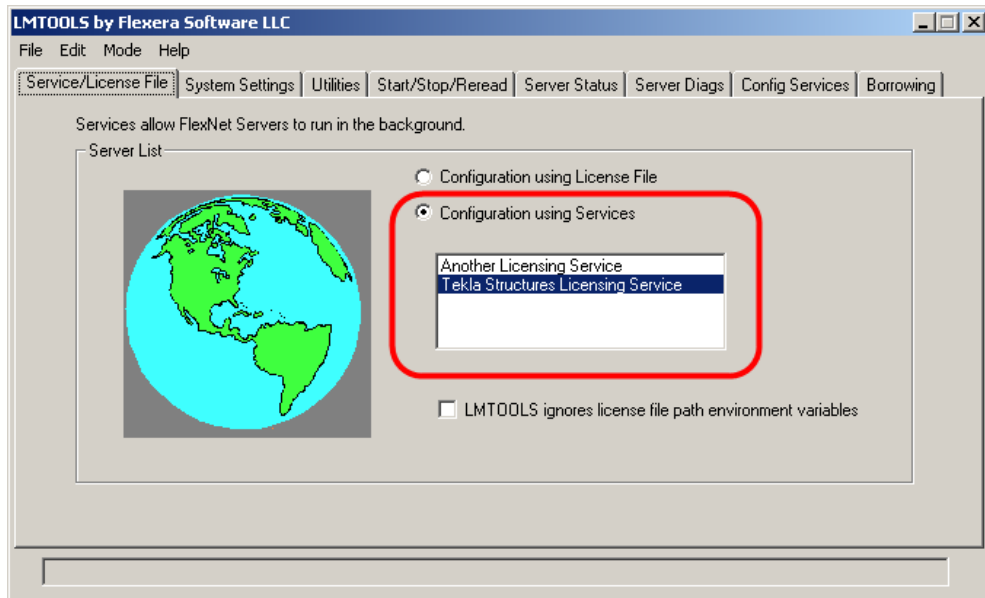 LMTOOLS by Flexera Software LLC
File Edit Mode Help
Service/License File System Settings Utilities Start/Stop/Reread Server Status Server Diags Config Services Borrowing
Services allow FlexNet Servers to run in the background.
Server List
Configuration using License File
Configuration using Services
Another Licensing Service
Tekla Structures Licensing Service
LMTOOLS ignores license file path environment variables